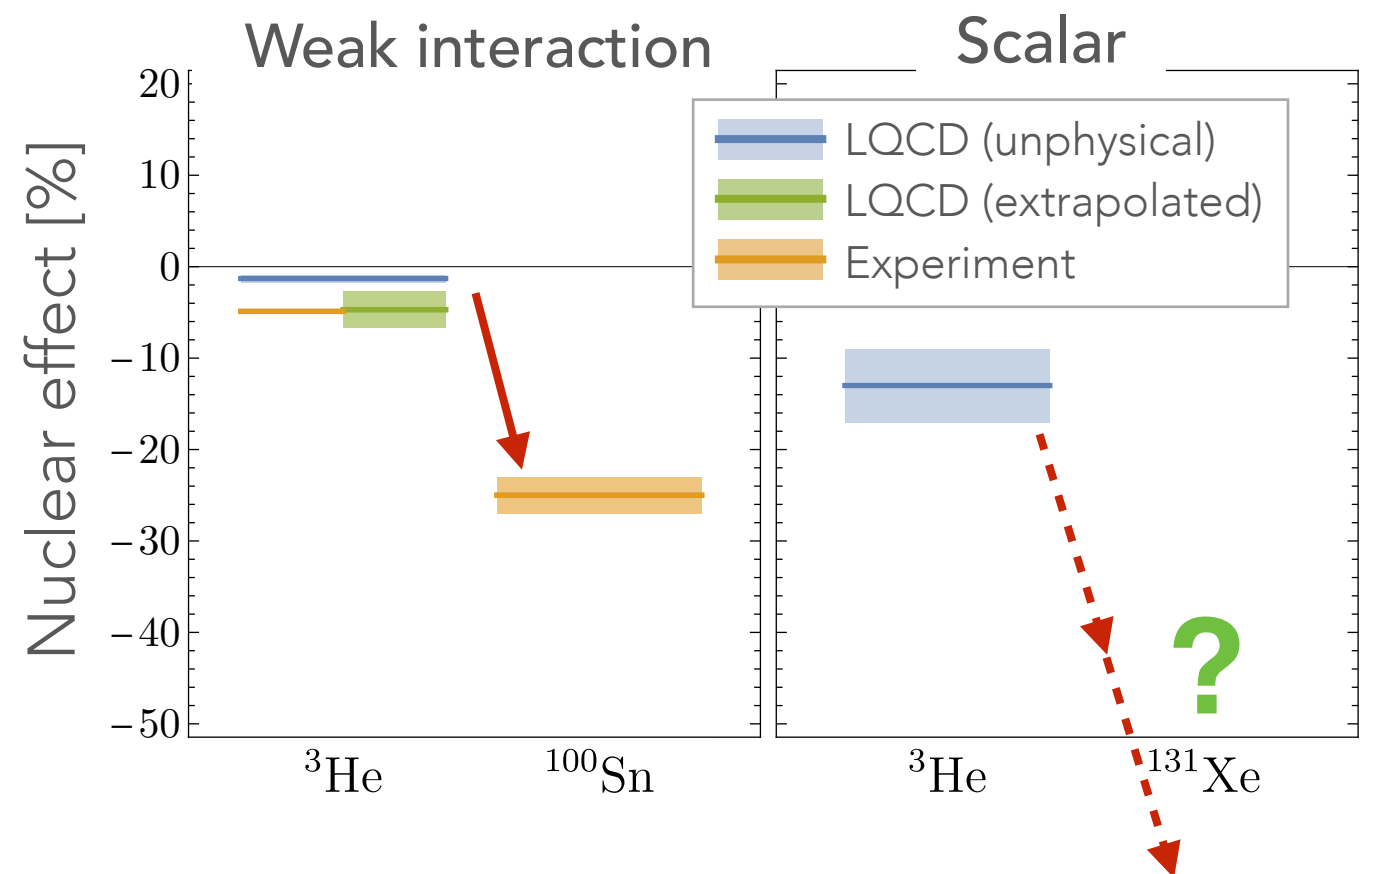 Weak interaction
Scalar
Nuclear effect [%]
20
10
0
−10
−20
−30
−40
−50
LQCD (unphysical)
LQCD (extrapolated)
Experiment
?
³He
¹⁰⁰Sn
³He
¹³¹Xe